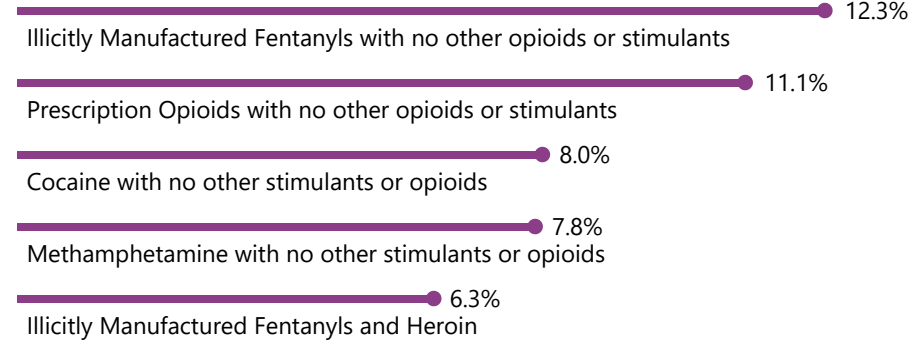 12.3%
Illicitly Manufactured Fentanyls with no other opioids or stimulants
11.1%
Prescription Opioids with no other opioids or stimulants
8.0%
Cocaine with no other stimulants or opioids
7.8%
Methamphetamine with no other stimulants or opioids
6.3%
Illicitly Manufactured Fentanyls and Heroin